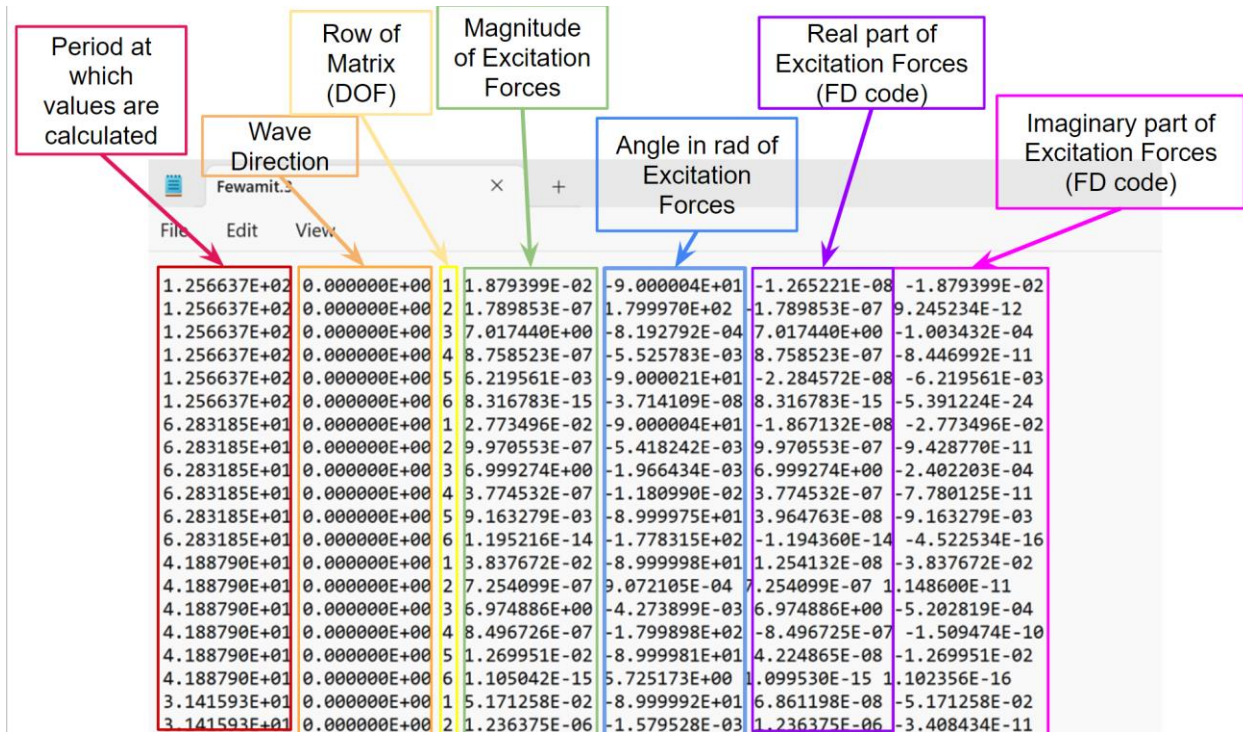 Period at
which
values are
calculated
Wave
Direction
Row of
Matrix
(DOF)
Magnitude
of Excitation
Forces
Angle in rad of
Excitation
Forces
Real part of
Excitation Forces
(FD code)
Imaginary part of
Excitation Forces
(FD code)
Fewamit.3
File Edit View
1.256637E+02 0.000000E+00 1 1.879399E-02 -9.000004E+01 -1.265221E-08 -1.879399E-02
1.256637E+02 0.000000E+00 2 1.789853E-07 1.799970E+02 -1.789853E-07 9.245234E-12
1.256637E+02 0.000000E+00 3 7.017440E+00 -8.192792E-04 7.017440E+00 -1.003432E-04
1.256637E+02 0.000000E+00 4 8.758523E-07 -5.525783E-03 8.758523E-07 -8.446992E-11
1.256637E+02 0.000000E+00 5 6.219561E-03 -9.000021E+01 -2.284572E-08 -6.219561E-03
1.256637E+02 0.000000E+00 6 8.316783E-15 -3.714109E-08 8.316783E-15 -5.391224E-24
6.283185E+01 0.000000E+00 1 2.773496E-02 -9.000004E+01 -1.867132E-08 -2.773496E-02
6.283185E+01 0.000000E+00 2 9.970553E-07 -5.418242E-03 9.970553E-07 -9.428770E-11
6.283185E+01 0.000000E+00 3 6.999274E+00 -1.966434E-03 6.999274E+00 -2.402203E-04
6.283185E+01 0.000000E+00 4 3.774532E-07 -1.180990E-02 3.774532E-07 -7.780125E-11
6.283185E+01 0.000000E+00 5 9.163279E-03 -8.999975E+01 3.964763E-08 -9.163279E-03
6.283185E+01 0.000000E+00 6 1.195216E-14 -1.778315E+02 -1.194360E-14 -4.522534E-16
4.188790E+01 0.000000E+00 1 3.837672E-02 -8.999998E+01 1.254132E-08 -3.837672E-02
4.188790E+01 0.000000E+00 2 7.254099E-07 9.072105E-04 7.254099E-07 1.148600E-11
4.188790E+01 0.000000E+00 3 6.974886E+00 -4.273899E-03 6.974886E+00 -5.202819E-04
4.188790E+01 0.000000E+00 4 8.496726E-07 -1.799898E+02 -8.496725E-07 -1.509474E-10
4.188790E+01 0.000000E+00 5 1.269951E-02 -8.999981E+01 4.224865E-08 -1.269951E-02
4.188790E+01 0.000000E+00 6 1.105042E-15 5.725173E+00 1.099530E-15 1.102356E-16
3.141593E+01 0.000000E+00 1 5.171258E-02 -8.999992E+01 6.861198E-08 -5.171258E-02
3.141593E+01 0.000000E+00 2 1.236375E-06 -1.579528E-03 1.236375E-06 -3.408434E-11